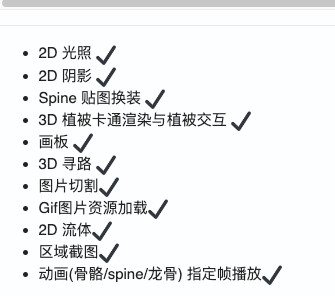 • 2D 光照 ✓
• 2D 阴影 ✓
• Spine 贴图换装 ✓
• 3D 植被卡通渲染与植被交互 ✓
• 画板 ✓
• 3D 寻路 ✓
• 图片切割✓
• Gif图片资源加载✓
• 2D 流体✓
• 区域截图✓
• 动画(骨骼/spine/龙骨) 指定帧播放✓